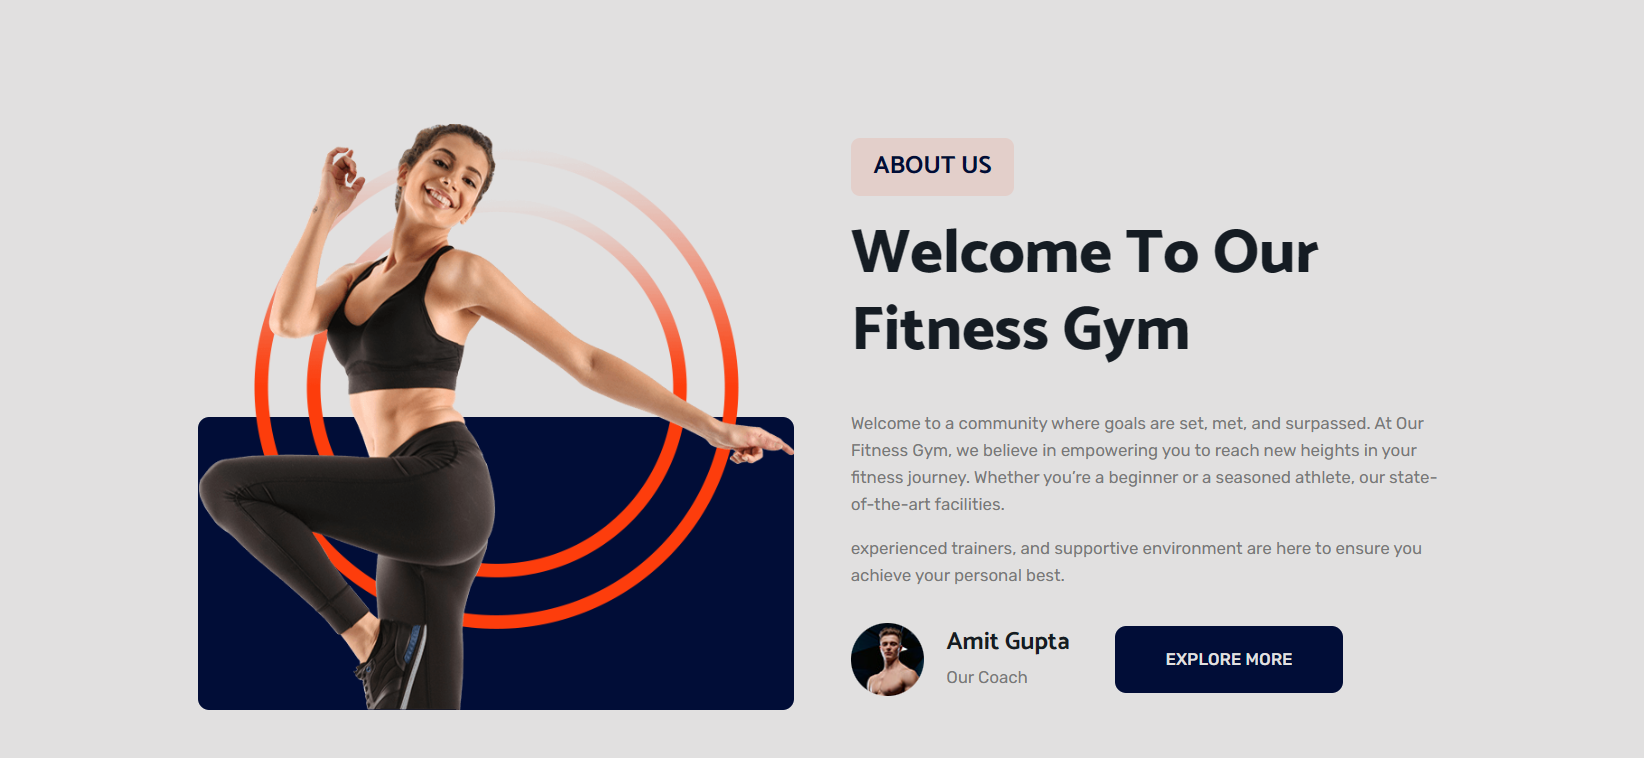 ABOUT US
Welcome To Our
Fitness Gym
Welcome to a community where goals are set, met, and surpassed. At Our
Fitness Gym, we believe in empowering you to reach new heights in your
fitness journey. Whether you’re a beginner or a seasoned athlete, our state-
of-the-art facilities.
experienced trainers, and supportive environment are here to ensure you
achieve your personal best.
Amit Gupta
Our Coach
EXPLORE MORE